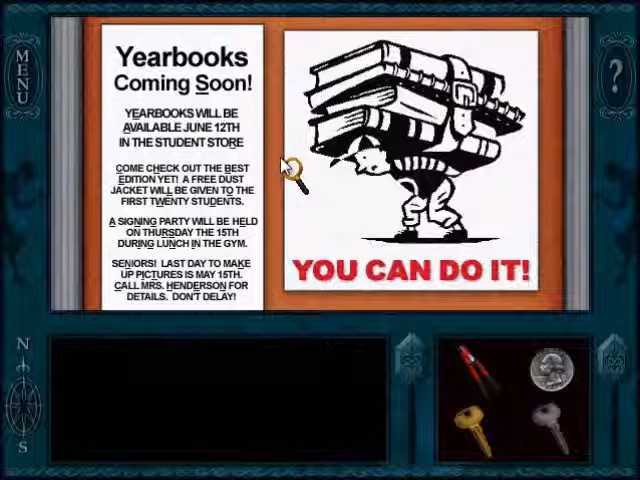 MENU
?
Yearbooks
Coming Soon!
YEARBOOKS WILL BE
AVAILABLE JUNE 12TH
IN THE STUDENT STORE
COME CHECK OUT THE BEST
EDITION YET! A FREE DUST
JACKET WILL BE GIVEN TO THE
FIRST TWENTY STUDENTS.
A SIGNING PARTY WILL BE HELD
ON THURSDAY THE 15TH
DURING LUNCH IN THE GYM.
SENIORS! LAST DAY TO MAKE
UP PICTURES IS MAY 15TH.
CALL MRS. HENDERSON FOR
DETAILS. DON'T DELAY!
YOU CAN DO IT!
N
S